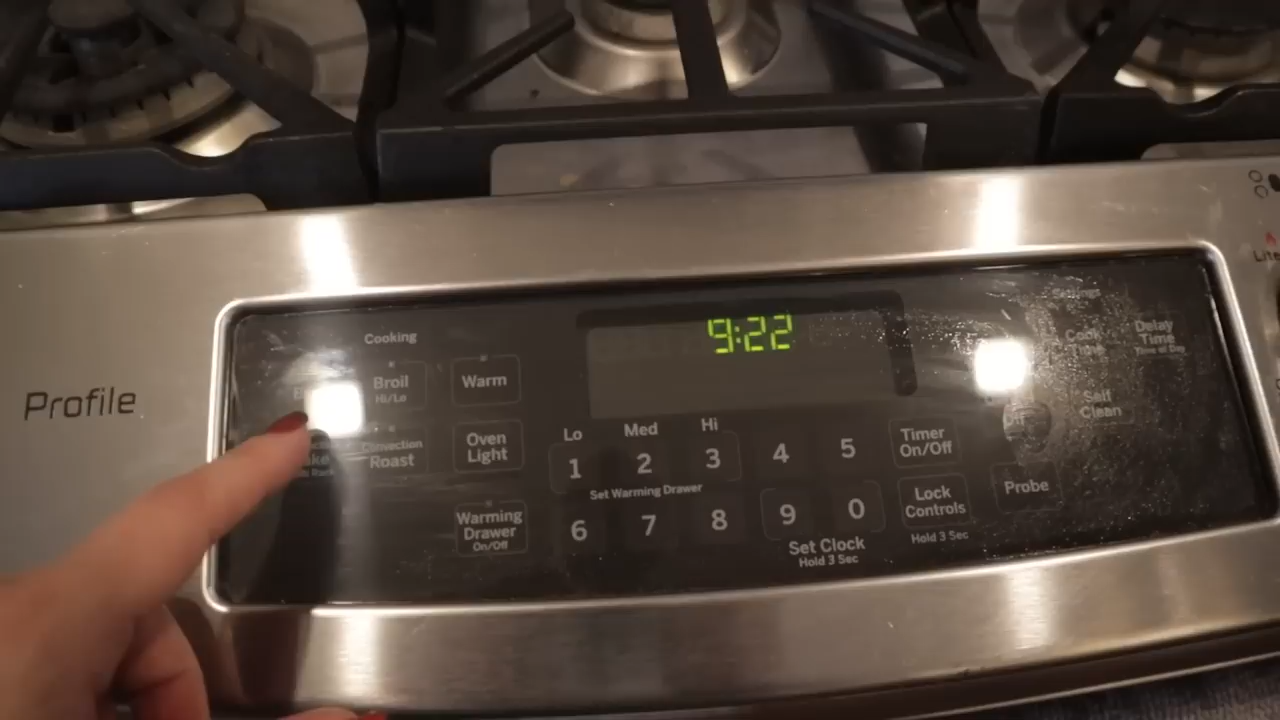 Profile
Cooking
Broil
Hi/Lo
Warm
Convection
Roast
Oven
Light
Warming
Drawer
On/Off
9:22
Lo Med Hi
1 2 3 4 5
Set Warming Drawer
6 7 8 9 0
Set Clock
Hold 3 Sec
Timer
On/Off
Lock
Controls
Hold 3 Sec
Probe
Settings
Cook
Time
Delay
Time
Time of Day
Self
Clean